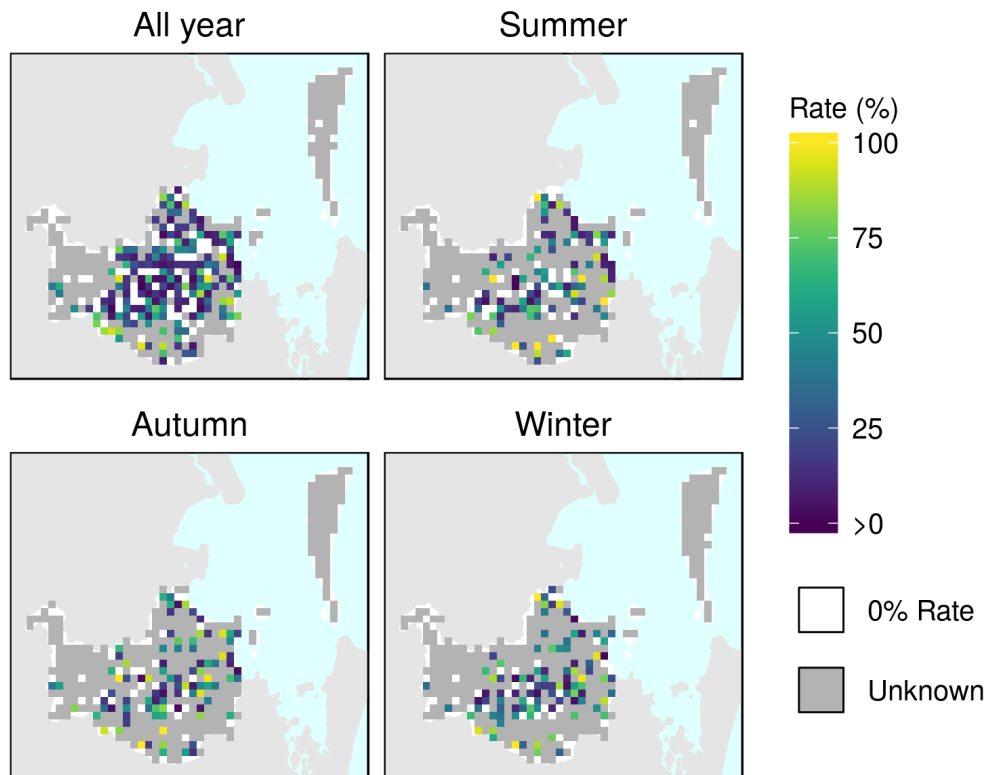 All year
Summer
Rate (%)
100
75
50
25
>0
Autumn
Winter
0% Rate
Unknown